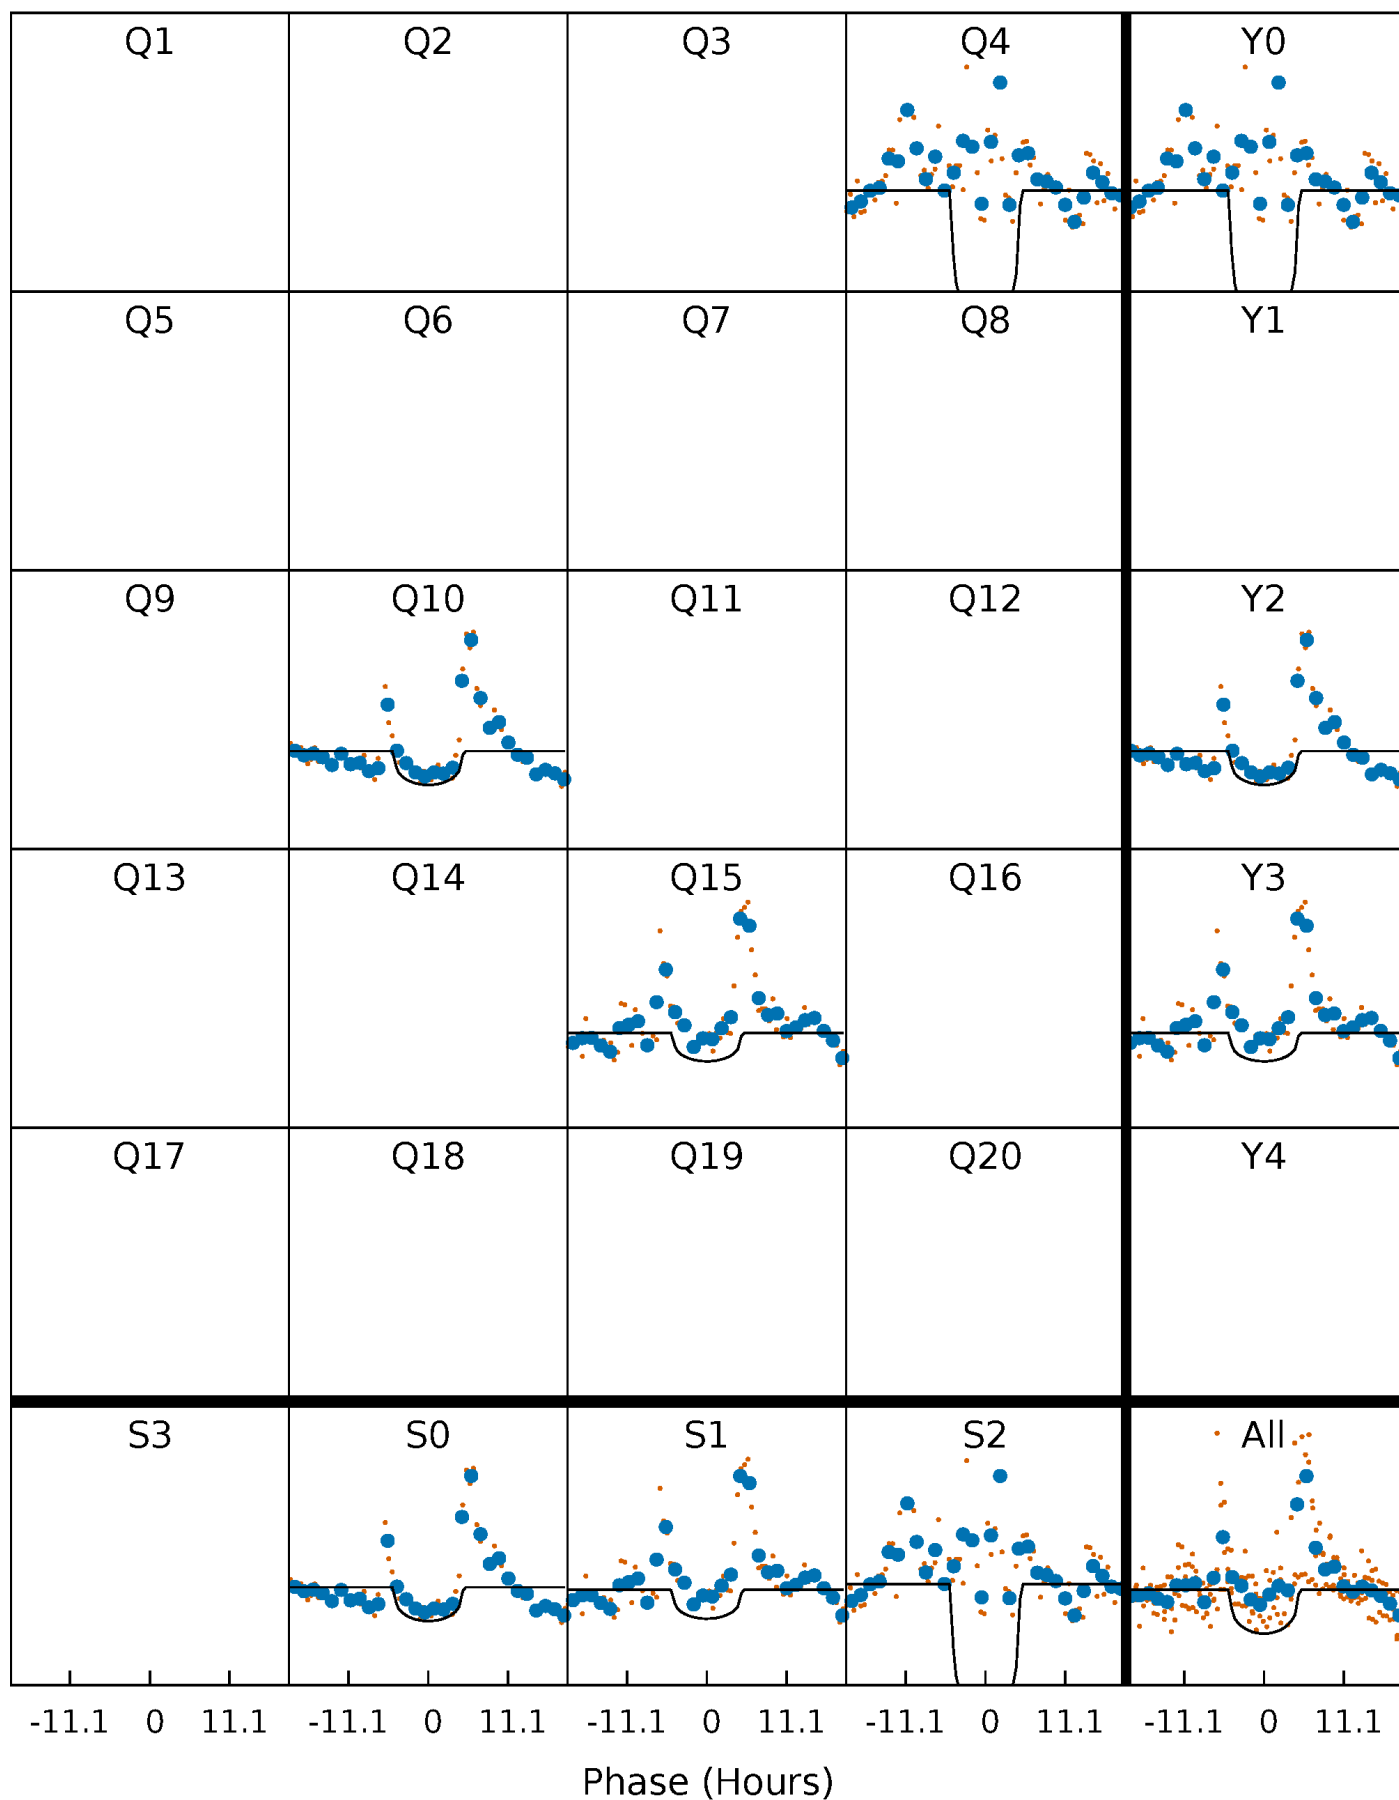 Q1 Q2 Q3 Q4 Y0
Q5 Q6 Q7 Q8 Y1
Q9 Q10 Q11 Q12 Y2
Q13 Q14 Q15 Q16 Y3
Q17 Q18 Q19 Q20 Y4
S3 S0 S1 S2 All
-11.1 0 11.1 -11.1 0 11.1 -11.1 0 11.1 -11.1 0 11.1 -11.1 0 11.1
Phase (Hours)